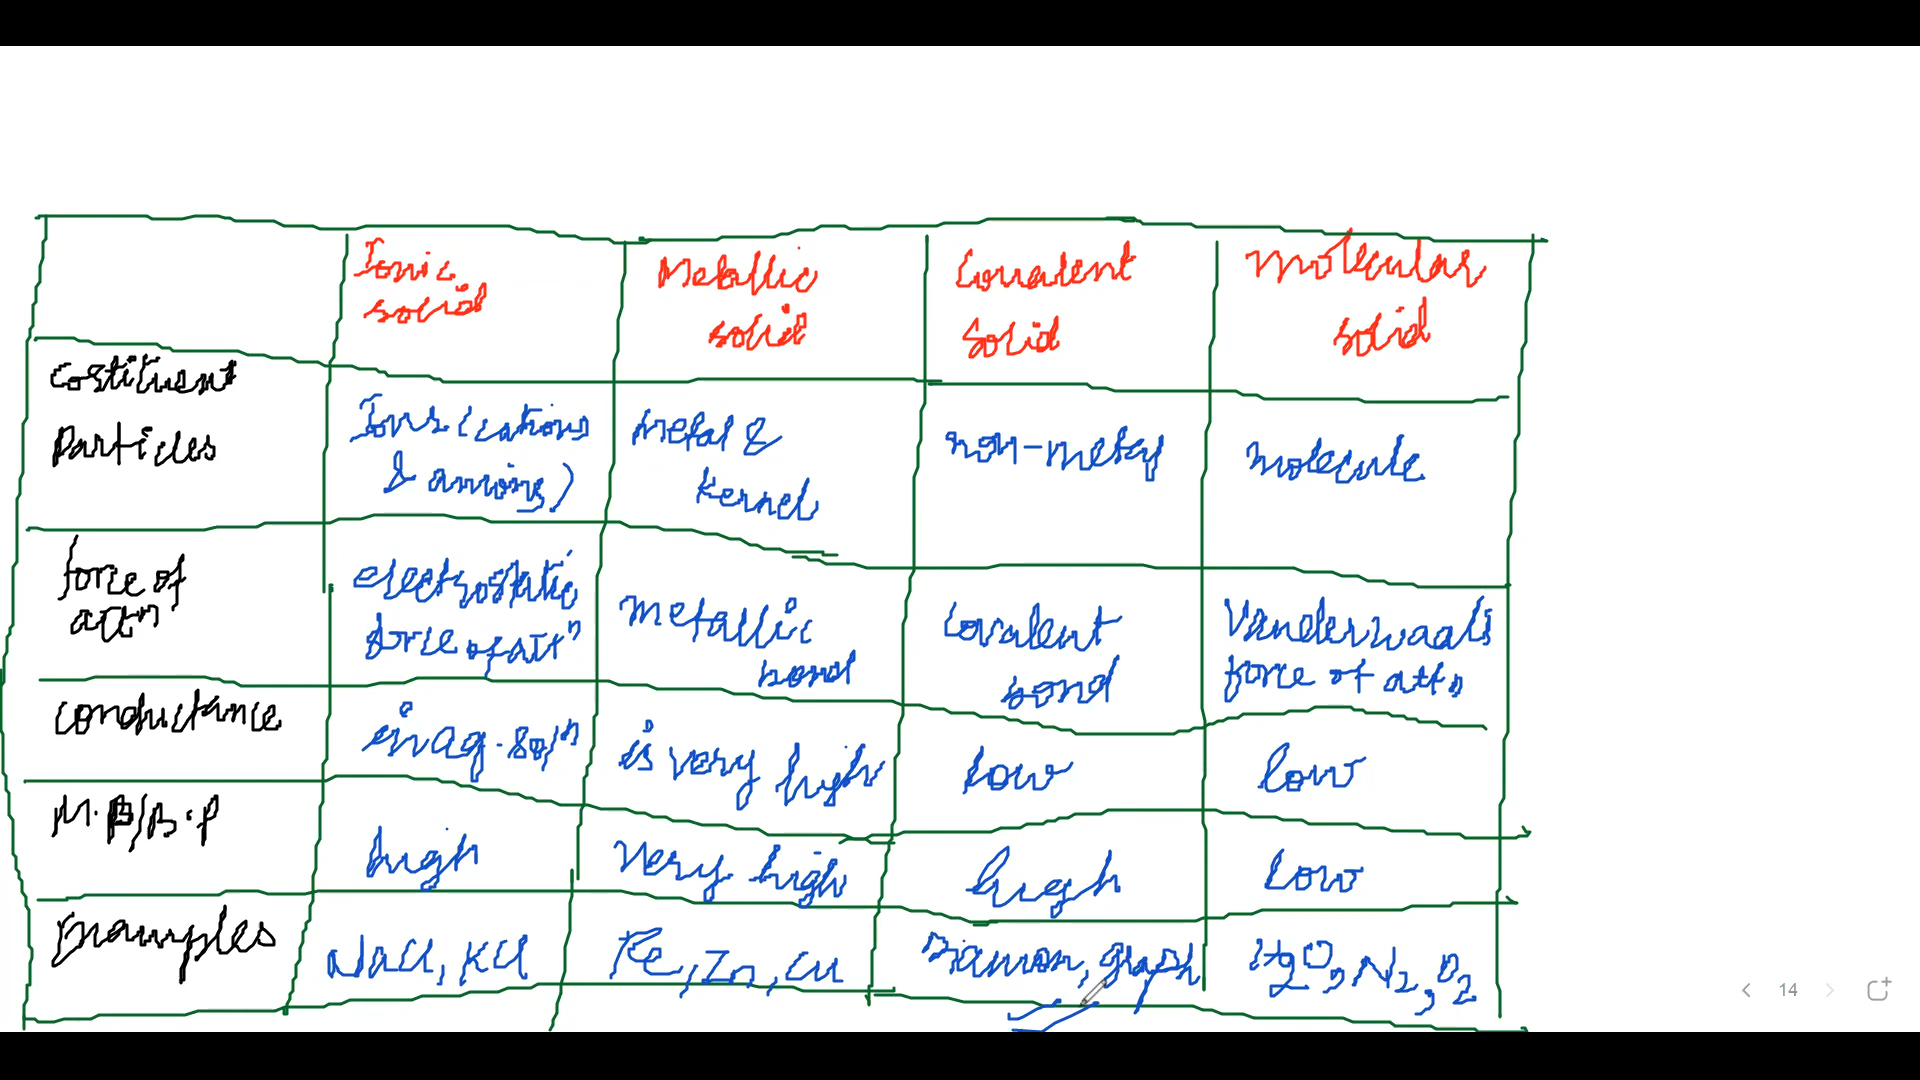 Ionic solid
Metallic solid
Covalent solid
molecular solid
Costituent Particles
Ions (cations & anions)
metal & kernel
non-metal
molecule
force of attⁿ
electrostatic force of attⁿ
metallic bond
covalent bond
Vanderwaals force of attn
conductance
in aq. solⁿ
is very high
low
low
M.P/B.P
high
very high
high
low
Examples
NaCl, KCl
Fe, Zn, Cu
H2O, N2, O2
14